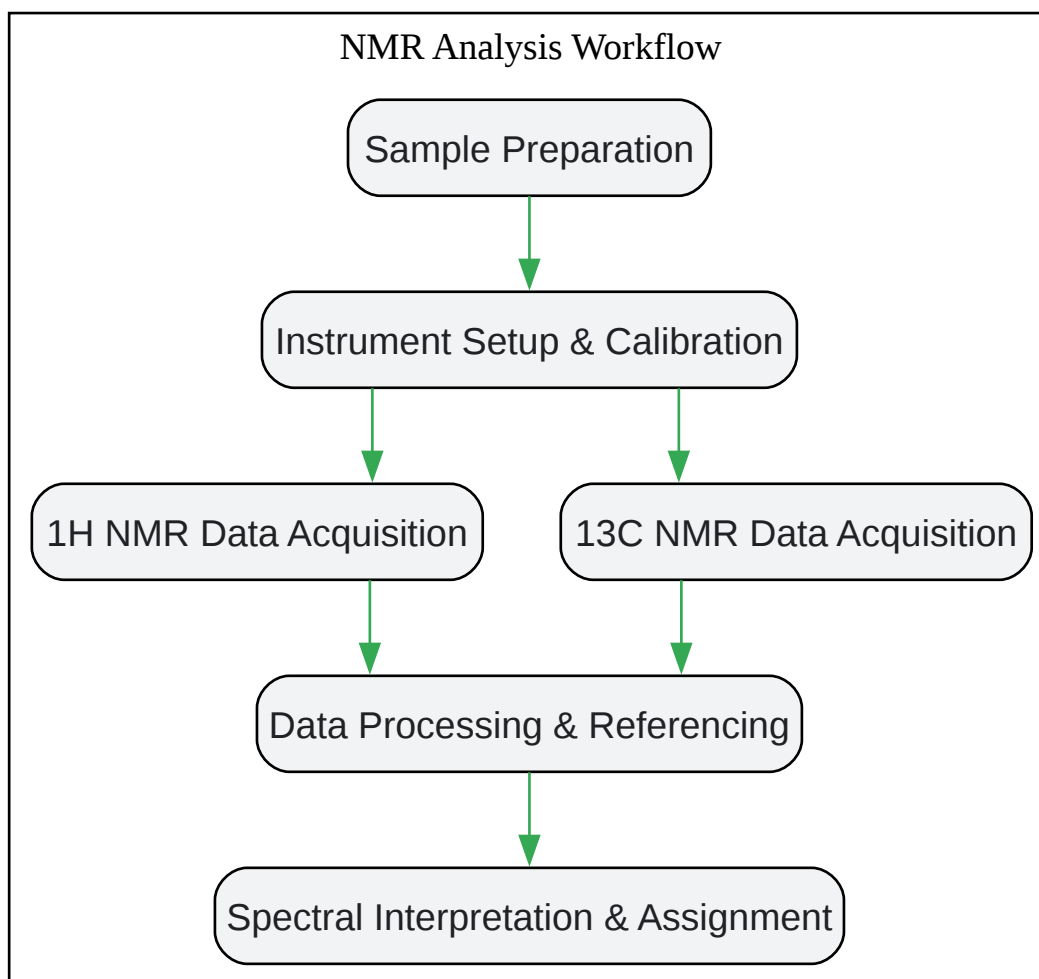 NMR Analysis Workflow
Sample Preparation
Instrument Setup & Calibration
1H NMR Data Acquisition
13C NMR Data Acquisition
Data Processing & Referencing
Spectral Interpretation & Assignment